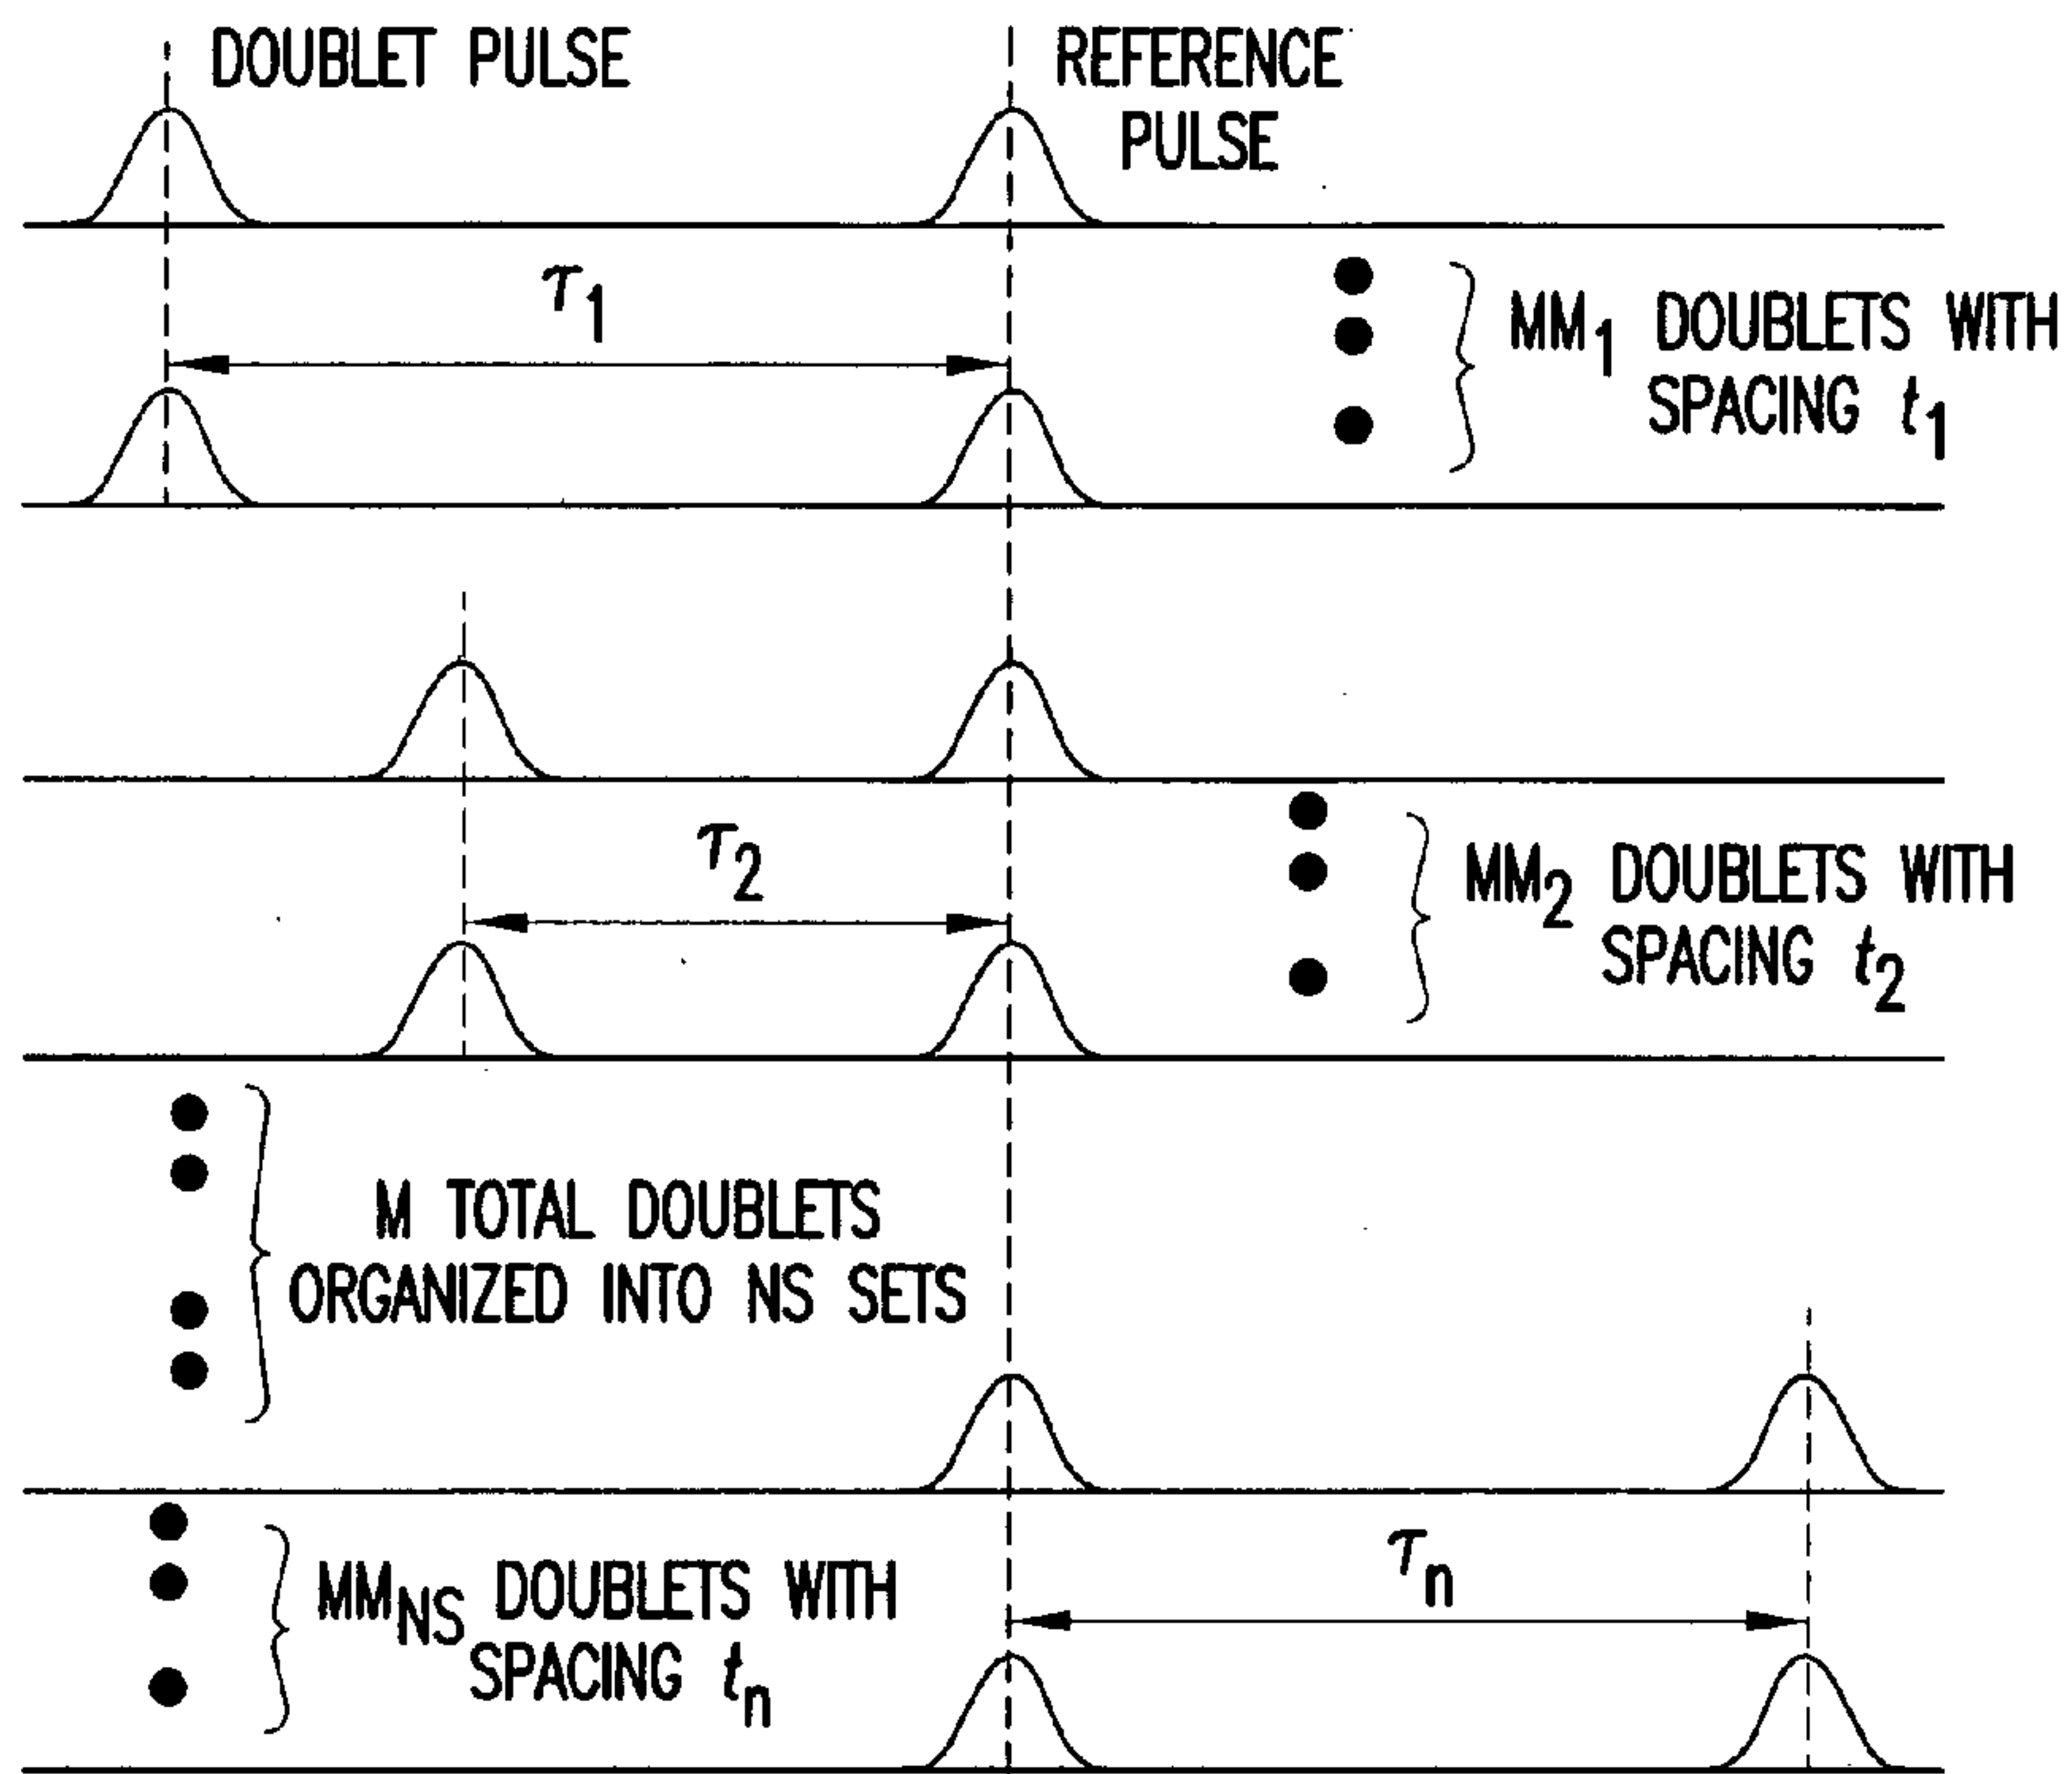 DOUBLET PULSE
REFERENCE
PULSE
τ1
MM1 DOUBLETS WITH
SPACING t1
τ2
MM2 DOUBLETS WITH
SPACING t2
M TOTAL DOUBLETS
ORGANIZED INTO NS SETS
τn
MMNS DOUBLETS WITH
SPACING tn